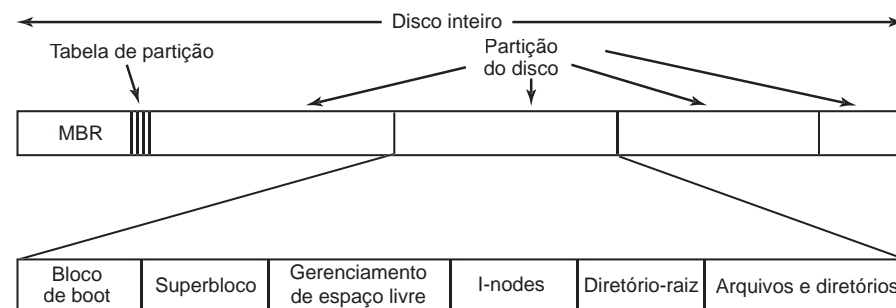 Disco inteiro
Tabela de partição
Partição
do disco
MBR
Bloco
de boot
Superbloco
Gerenciamento
de espaço livre
I-nodes
Diretório-raiz
Arquivos e diretórios